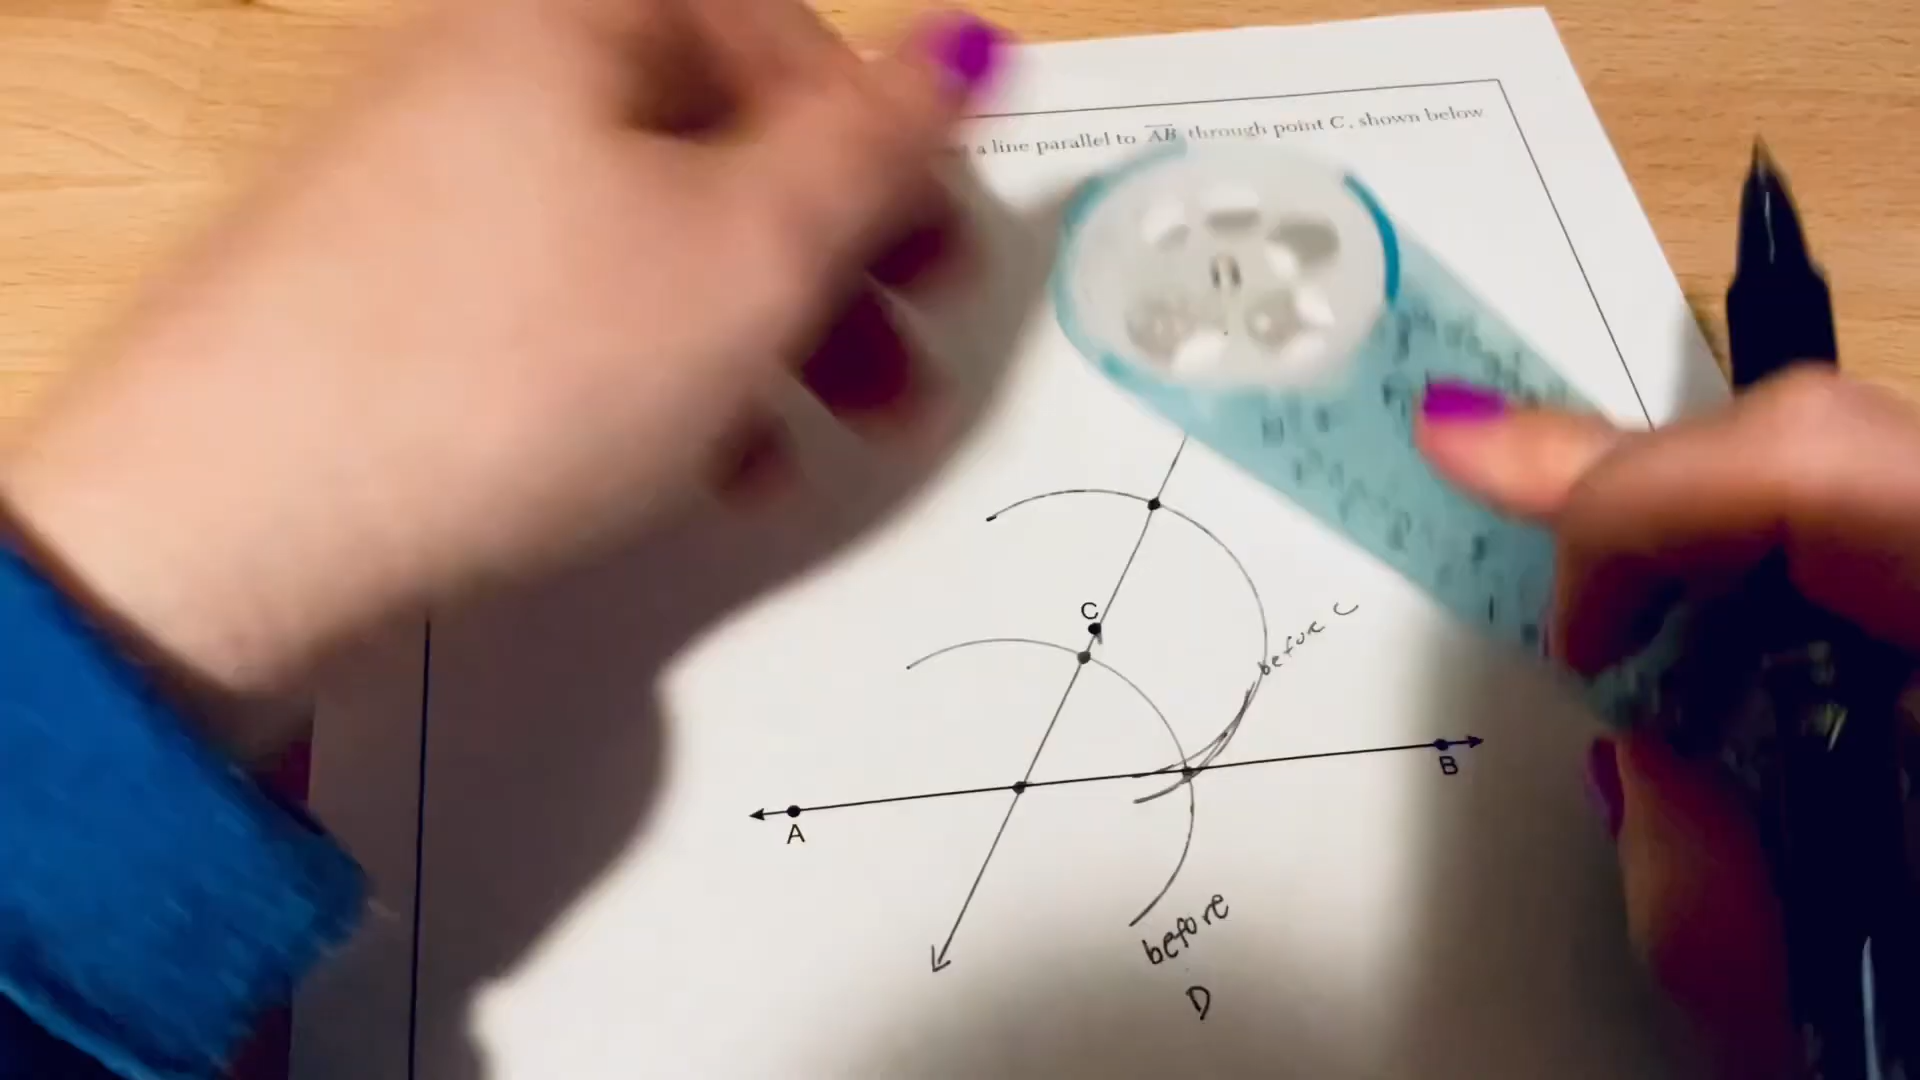 a line parallel to AB through point C, shown below
C
before C
B
A
before
D